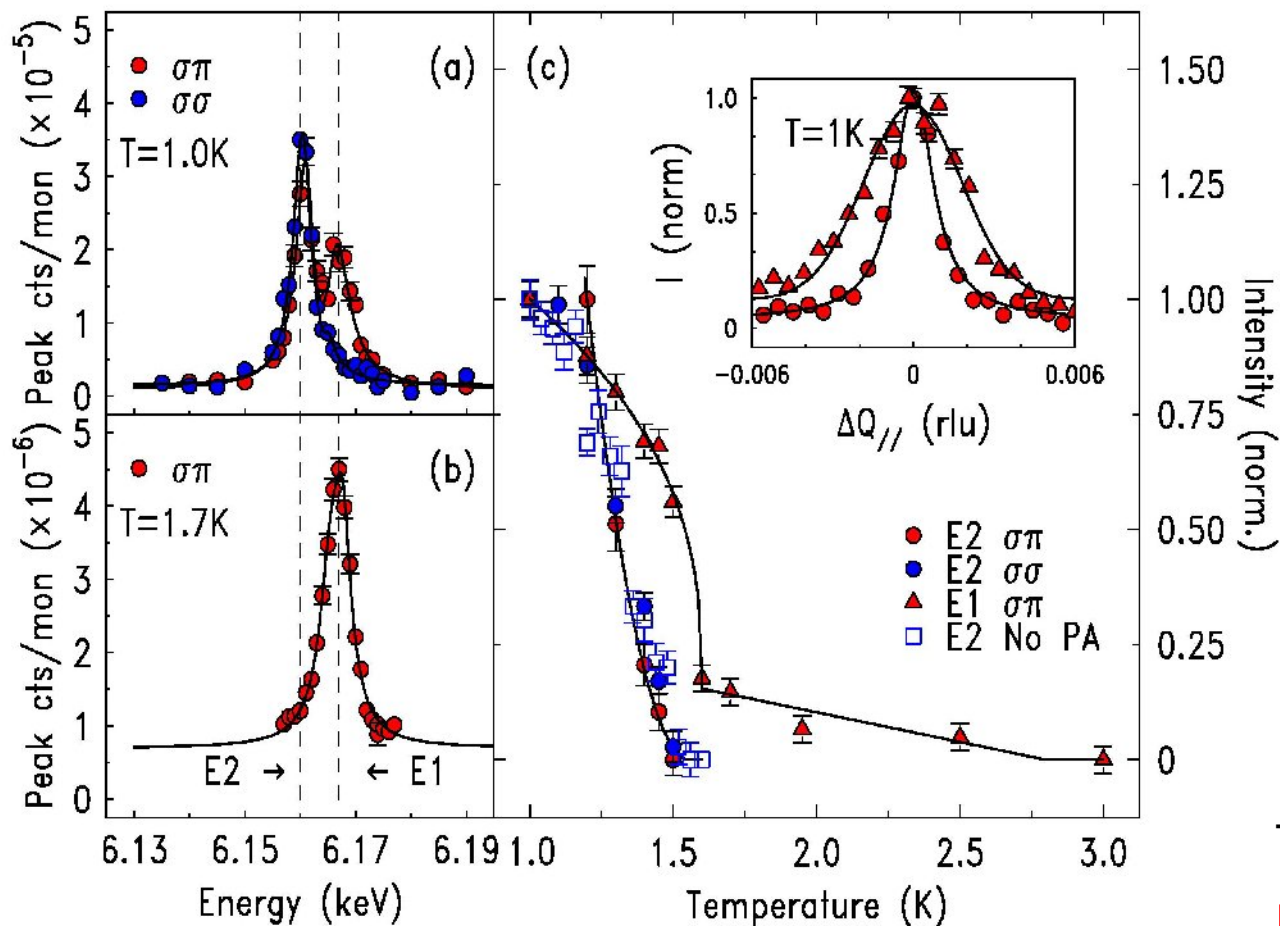 Peak cts/mon (×10⁻⁵)
5
4
3
2
1
0
σπ
σσ
T=1.0K
(a)
Peak cts/mon (×10⁻⁶)
5
4
3
2
1
0
σπ
T=1.7K
(b)
E2 →
← E1
6.13
6.15
6.17
6.19
Energy (keV)
(c)
I (norm)
1.0
0.5
0
T=1K
-0.006
0
0.006
ΔQ// (rlu)
E2 σπ
E2 σσ
E1 σπ
E2 No PA
1.0
1.5
2.0
2.5
3.0
Temperature (K)
1.50
1.25
1.00
0.75
0.50
0.25
0
Intensity (norm.)